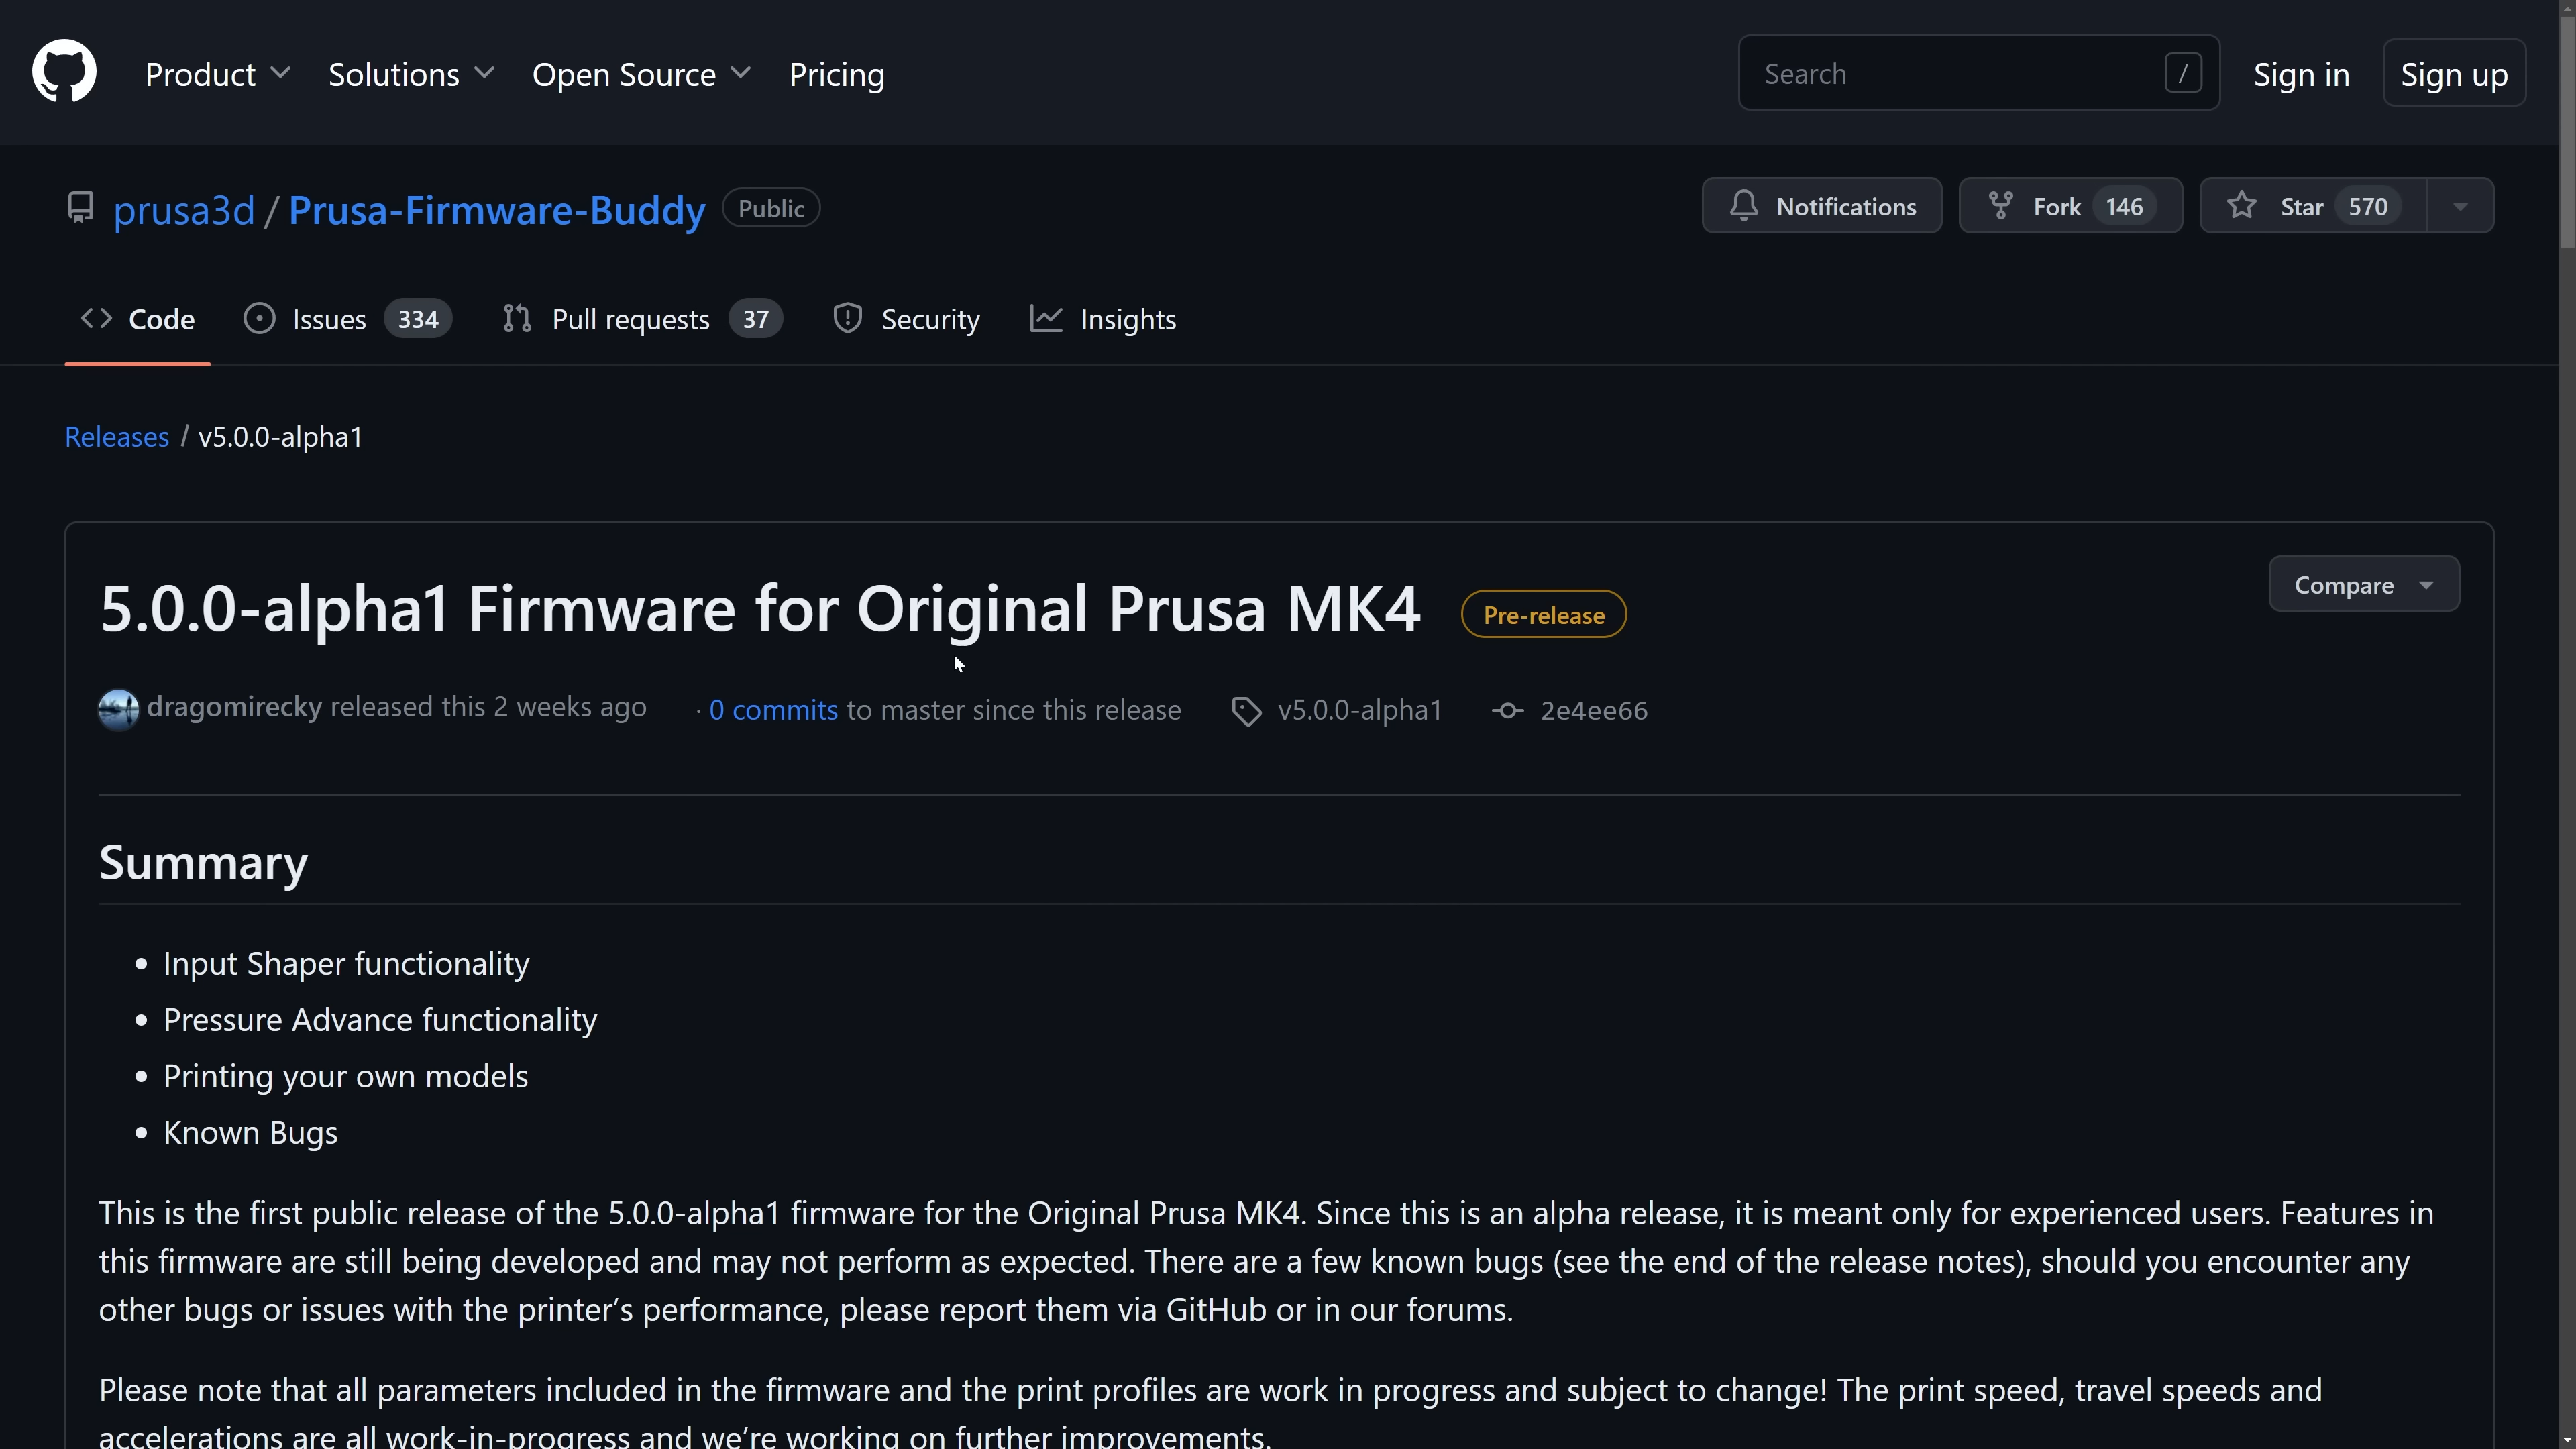 Product Solutions Open Source Pricing Search / Sign in Sign up
prusa3d / Prusa-Firmware-Buddy Public Notifications Fork 146 Star 570
Code Issues 334 Pull requests 37 Security Insights
Releases / v5.0.0-alpha1
5.0.0-alpha1 Firmware for Original Prusa MK4 Pre-release Compare
dragomirecky released this 2 weeks ago · 0 commits to master since this release v5.0.0-alpha1 2e4ee66
Summary
• Input Shaper functionality
• Pressure Advance functionality
• Printing your own models
• Known Bugs
This is the first public release of the 5.0.0-alpha1 firmware for the Original Prusa MK4. Since this is an alpha release, it is meant only for experienced users. Features in
this firmware are still being developed and may not perform as expected. There are a few known bugs (see the end of the release notes), should you encounter any
other bugs or issues with the printer’s performance, please report them via GitHub or in our forums.
Please note that all parameters included in the firmware and the print profiles are work in progress and subject to change! The print speed, travel speeds and
accelerations are all work-in-progress and we’re working on further improvements.